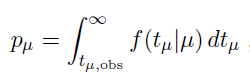 p_μ = ∫_{t_{μ,obs}}^{∞} f(t_μ|μ) dt_μ .